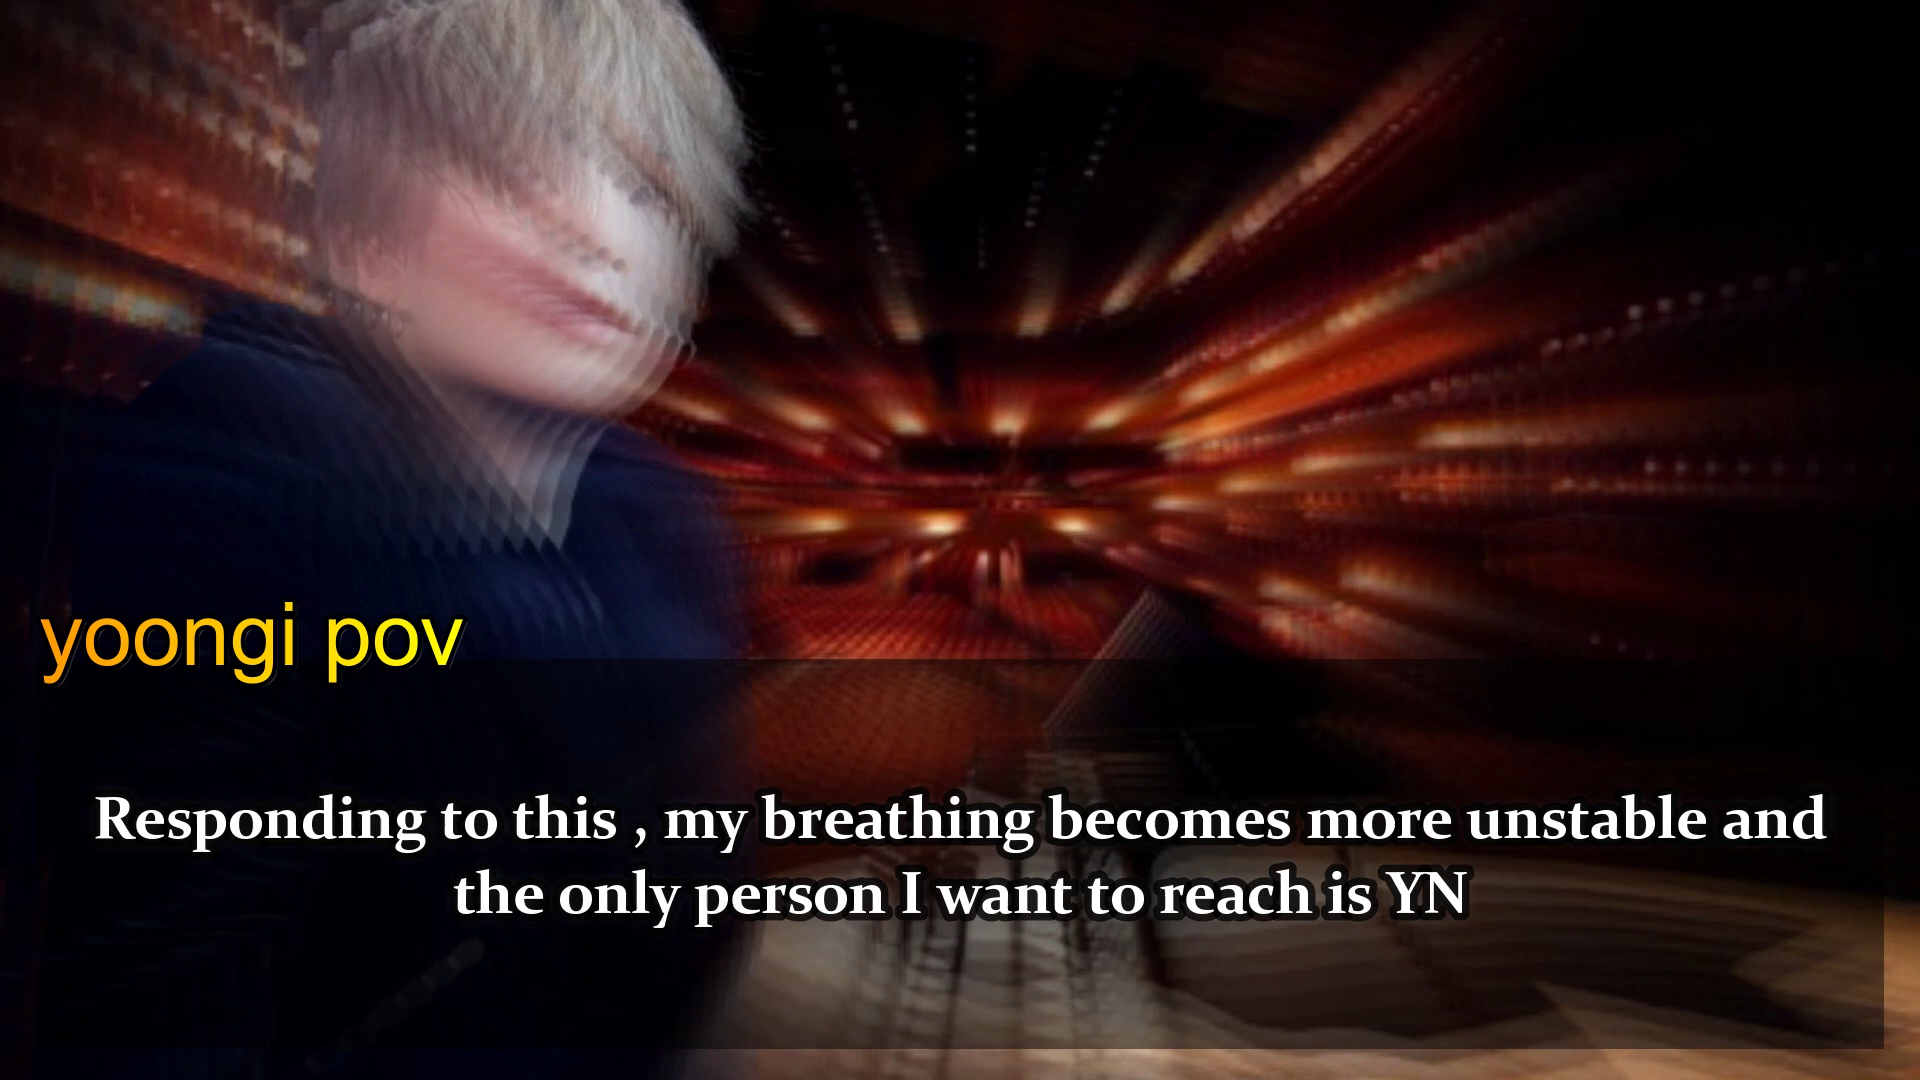 yoongi pov
Responding to this , my breathing becomes more unstable and
the only person I want to reach is YN